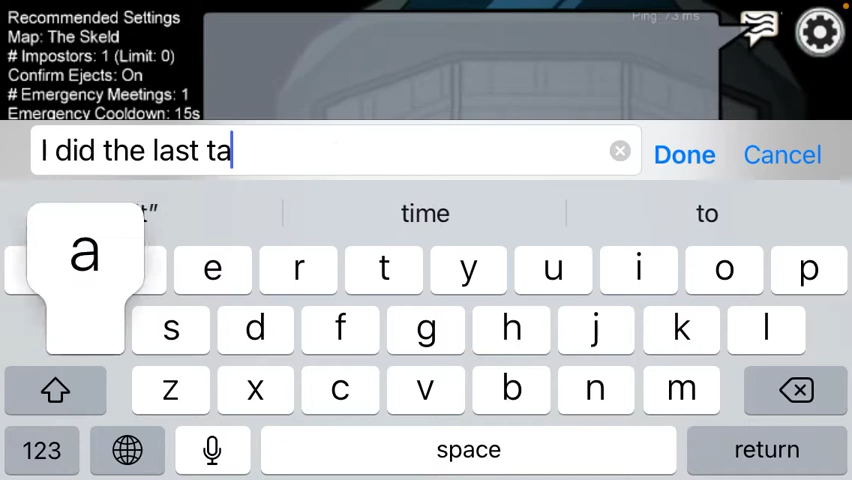 Recommended Settings
Map: The Skeld
# Impostors: 1 (Limit: 0)
Confirm Ejects: On
# Emergency Meetings: 1
Emergency Cooldown: 15s
Ping: 73 ms
I did the last ta
Done
Cancel
time
to
a
e r t y u i o p
s d f g h j k l
z x c v b n m
123
space
return